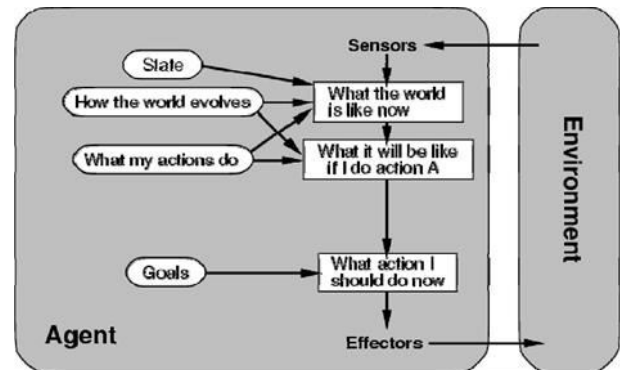 Sensors
State
What the world
is like now
How the world evolves
What it will be like
if I do action A
What my actions do
Environment
What action I
should do now
Goals
Agent
Effectors